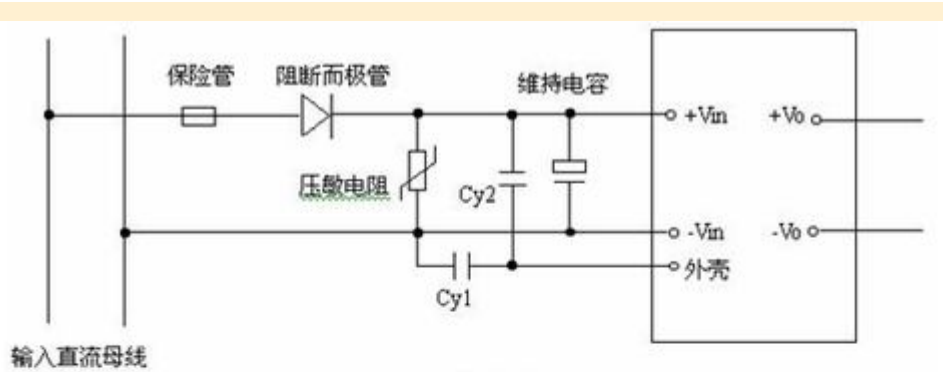 保险管
阻断而极管
维持电容
+Vin
+Vo
压敏电阻
Cy2
-Vin
-Vo
外壳
Cy1
输入直流母线